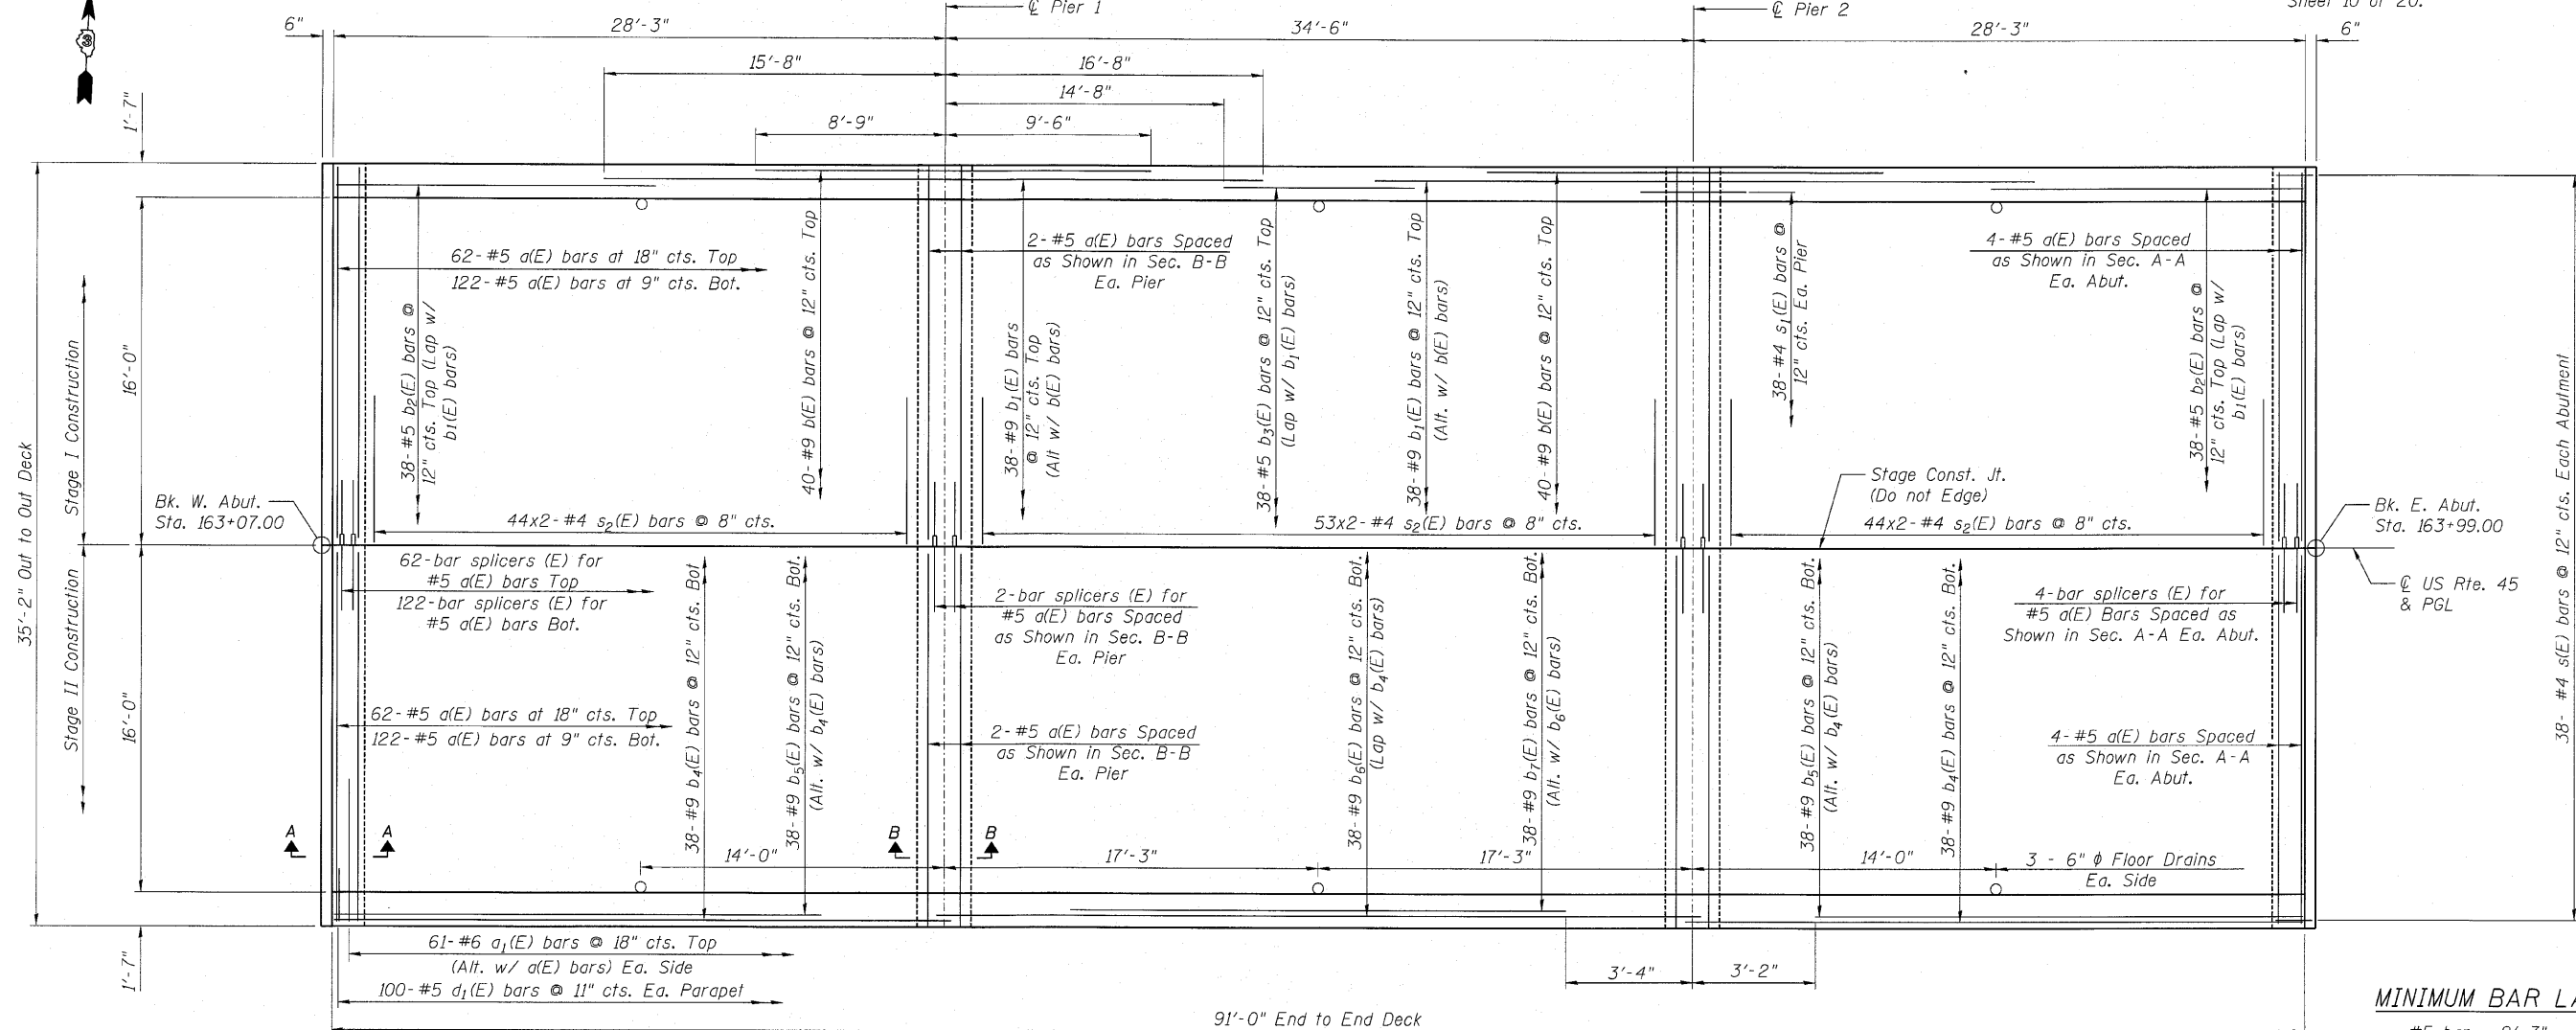 ℄ Pier 1
℄ Pier 2
Sheet 10 of 20.
6"
28'-3"
34'-6"
28'-3"
6"
3
15'-8"
16'-8"
14'-8"
8'-9"
9'-6"
1'-7"
35'-2" Out to Out Deck
Stage I Construction
16'-0"
Stage II Construction
16'-0"
1'-7"
Bk. W. Abut.
Sta. 163+07.00
62-#5 a(E) bars at 18" cts. Top
122-#5 a(E) bars at 9" cts. Bot.
38-#5 b2(E) bars @
12" cts. Top (Lap w/
b1(E) bars)
40-#9 b(E) bars @ 12" cts. Top
2-#5 a(E) bars Spaced
as Shown in Sec. B-B
Ea. Pier
38-#9 b1(E) bars
@ 12" cts. Top
(Alt w/ b(E) bars)
38-#5 b3(E) bars @ 12" cts. Top
(Lap w/ b1(E) bars)
38-#9 b1(E) bars @ 12" cts. Top
(Alt. w/ b(E) bars)
40-#9 b(E) bars @ 12" cts. Top
38-#4 s1(E) bars @
12" cts. Ea. Pier
4-#5 a(E) bars Spaced
as Shown in Sec. A-A
Ea. Abut.
38-#5 b2(E) bars @
12" cts. Top (Lap w/
b1(E) bars)
44x2-#4 s2(E) bars @ 8" cts.
53x2-#4 s2(E) bars @ 8" cts.
Stage Const. Jt.
(Do not Edge)
44x2-#4 s2(E) bars @ 8" cts.
Bk. E. Abut.
Sta. 163+99.00
℄ US Rte. 45
& PGL
38-#4 s(E) bars @ 12" cts. Each Abutment
62-bar splicers (E) for
#5 a(E) bars Top
122-bar splicers (E) for
#5 a(E) bars Bot.
62-#5 a(E) bars at 18" cts. Top
122-#5 a(E) bars at 9" cts. Bot.
38-#9 b4(E) bars @ 12" cts. Bot
38-#9 b5(E) bars @ 12" cts. Bot.
(Alt. w/ b4(E) bars)
2-bar splicers (E) for
#5 a(E) bars Spaced
as Shown in Sec. B-B
Ea. Pier
2-#5 a(E) bars Spaced
as Shown in Sec. B-B
Ea. Pier
38-#9 b6(E) bars @ 12" cts. Bot.
(Lap w/ b4(E) bars)
38-#9 b7(E) bars @ 12" cts. Bot.
(Alt. w/ b6(E) bars)
38-#9 b5(E) bars @ 12" cts. Bot.
(Alt. w/ b4(E) bars)
38-#9 b4(E) bars @ 12" cts. Bot.
4-bar splicers (E) for
#5 a(E) Bars Spaced as
Shown in Sec. A-A Ea. Abut.
4-#5 a(E) bars Spaced
as Shown in Sec. A-A
Ea. Abut.
A
A
B
B
14'-0"
17'-3"
17'-3"
14'-0"
3 - 6" ϕ Floor Drains
Ea. Side
61-#6 a1(E) bars @ 18" cts. Top
(Alt. w/ a(E) bars) Ea. Side
100-#5 d1(E) bars @ 11" cts. Ea. Parapet
3'-4"
3'-2"
91'-0" End to End Deck
MINIMUM BAR LA